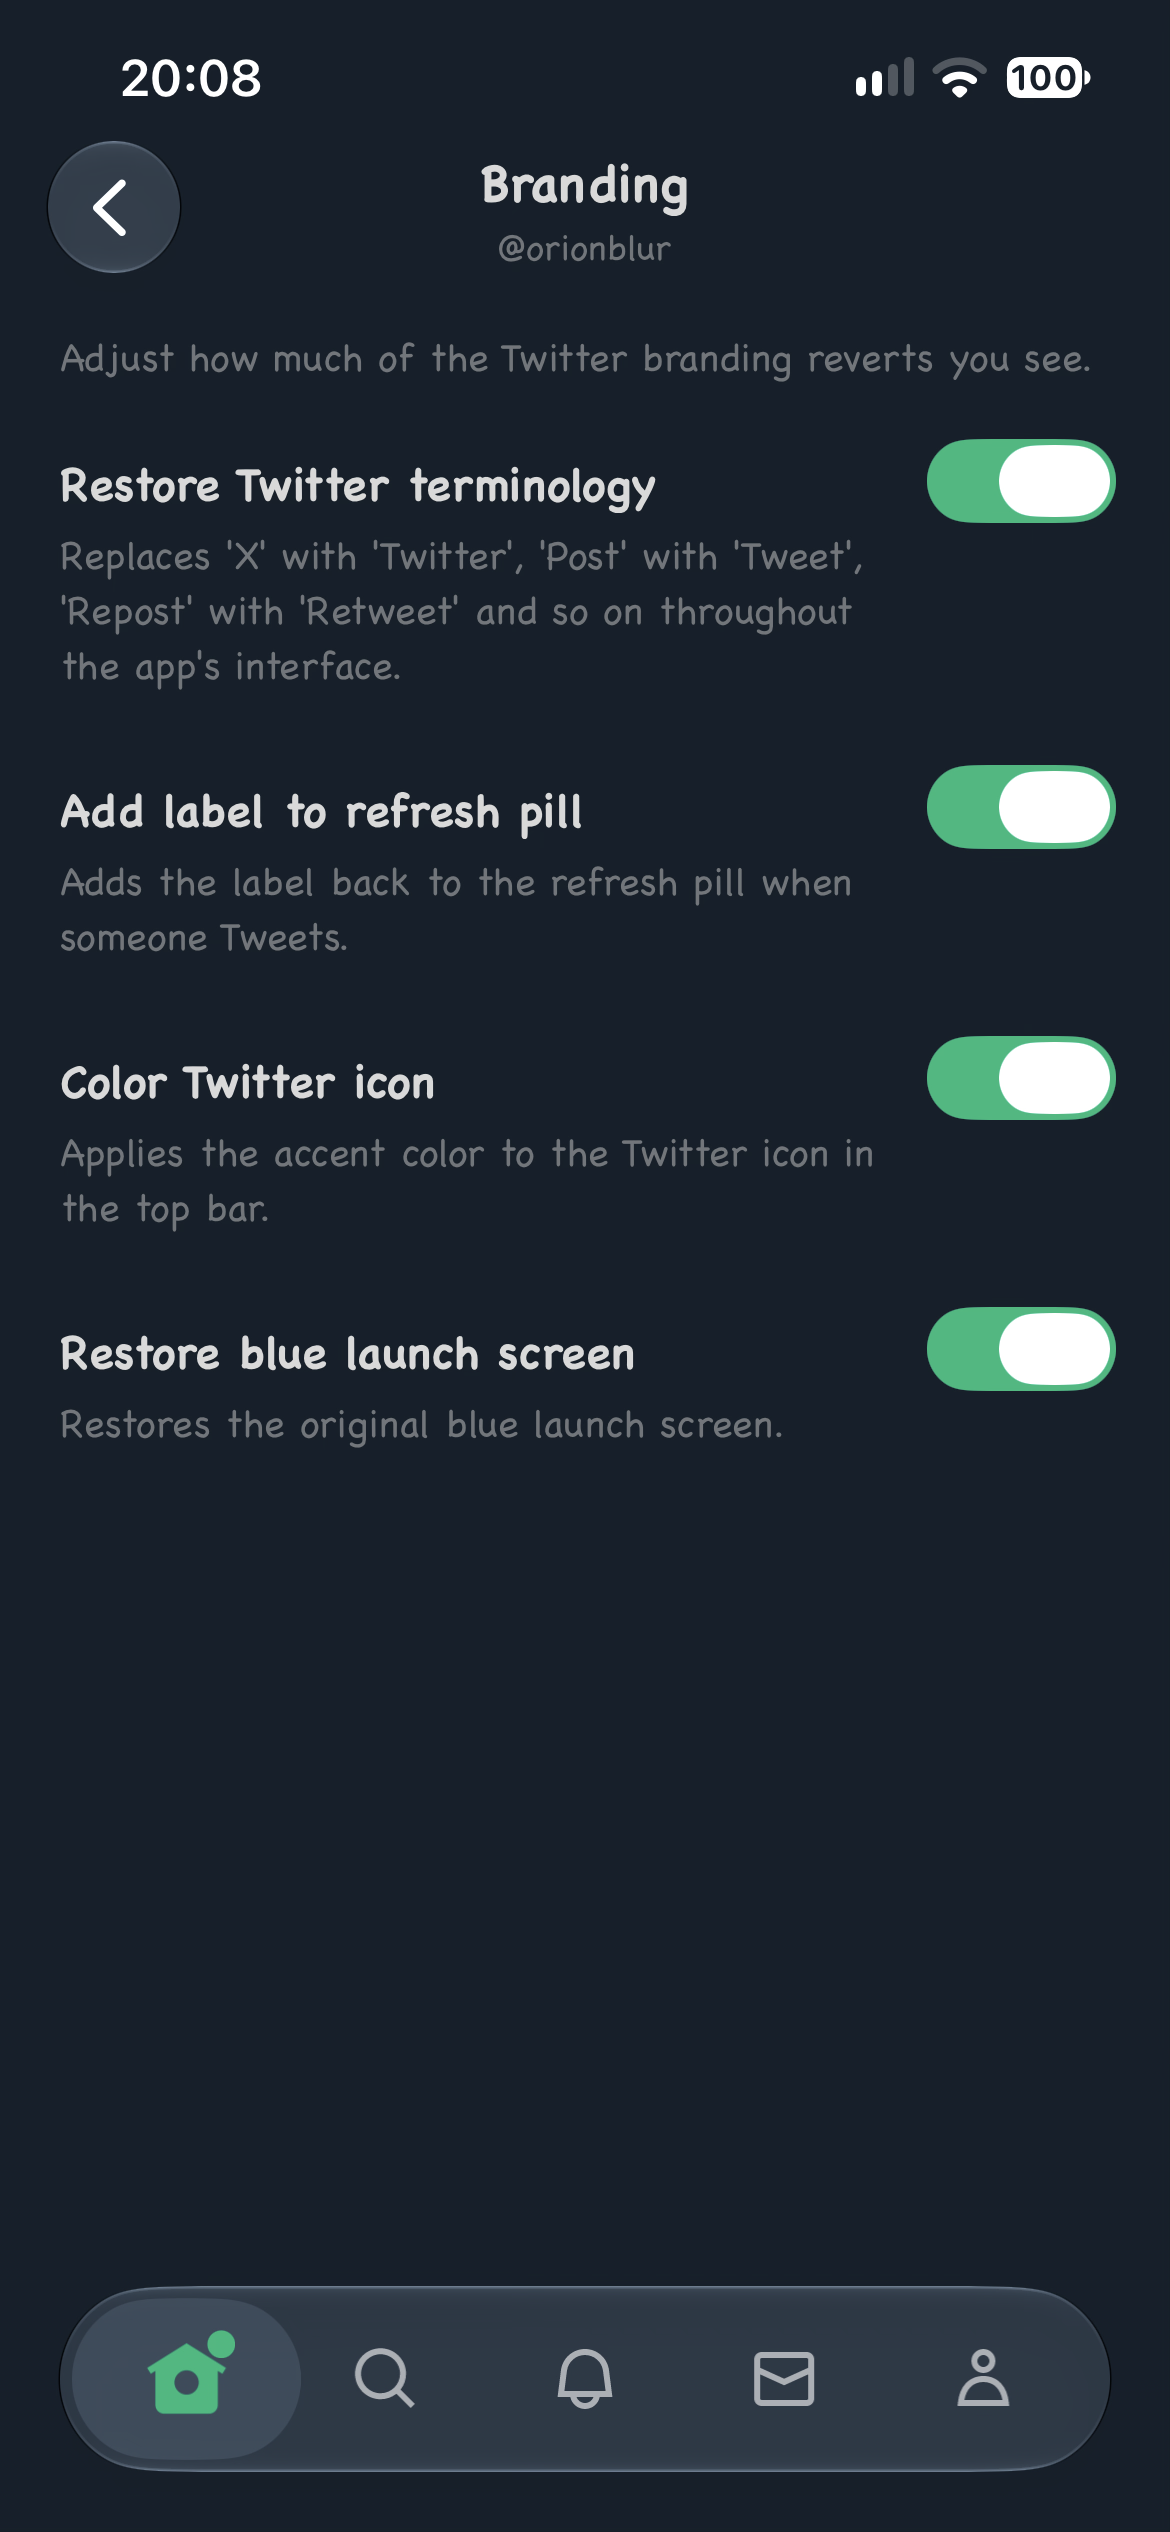 20:08
100
Branding
@orionblur
Adjust how much of the Twitter branding reverts you see.
Restore Twitter terminology
Replaces 'X' with 'Twitter', 'Post' with 'Tweet',
'Repost' with 'Retweet' and so on throughout
the app's interface.
Add label to refresh pill
Adds the label back to the refresh pill when
someone Tweets.
Color Twitter icon
Applies the accent color to the Twitter icon in
the top bar.
Restore blue launch screen
Restores the original blue launch screen.